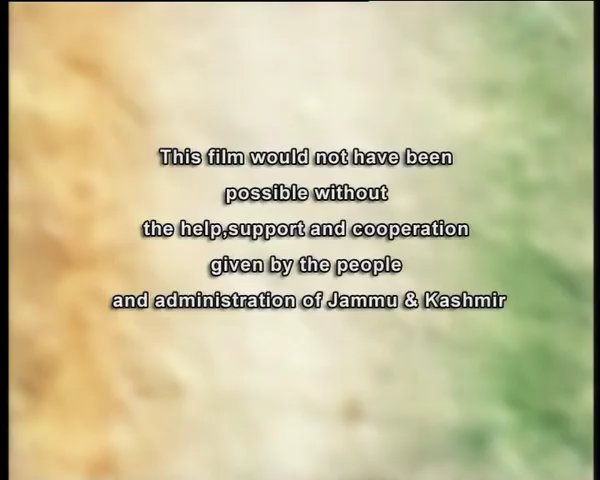 This film would not have been
possible without
the help,support and cooperation
given by the people
and administration of Jammu & Kashmir